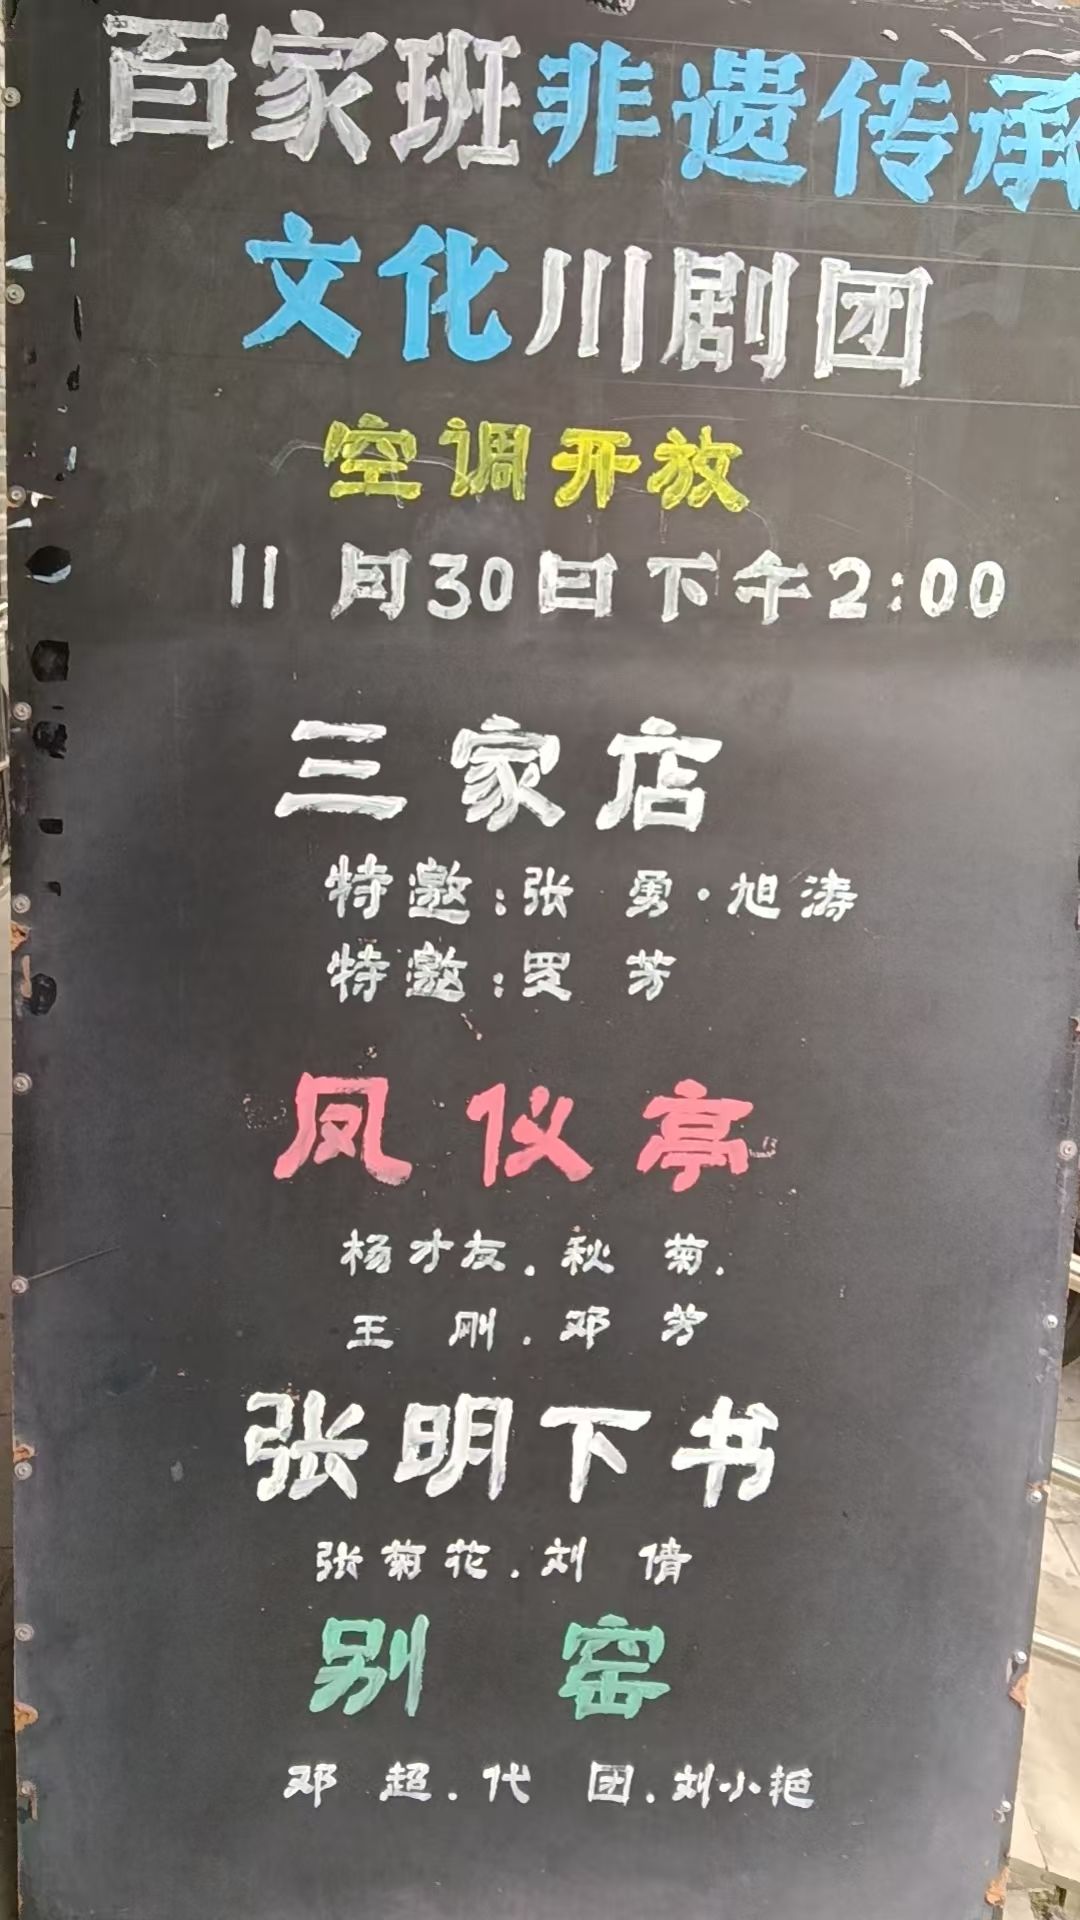 百家班非遗传承
文化川剧团
空调开放
11月30日下午2:00
三家店
特邀:张 勇·旭涛
特邀:罗 芳
凤仪亭
杨才友.秋 菊.
王 刚.邓 芳
张明下书
张菊花.刘 倩
别 窑
邓 超.代 团.刘小艳